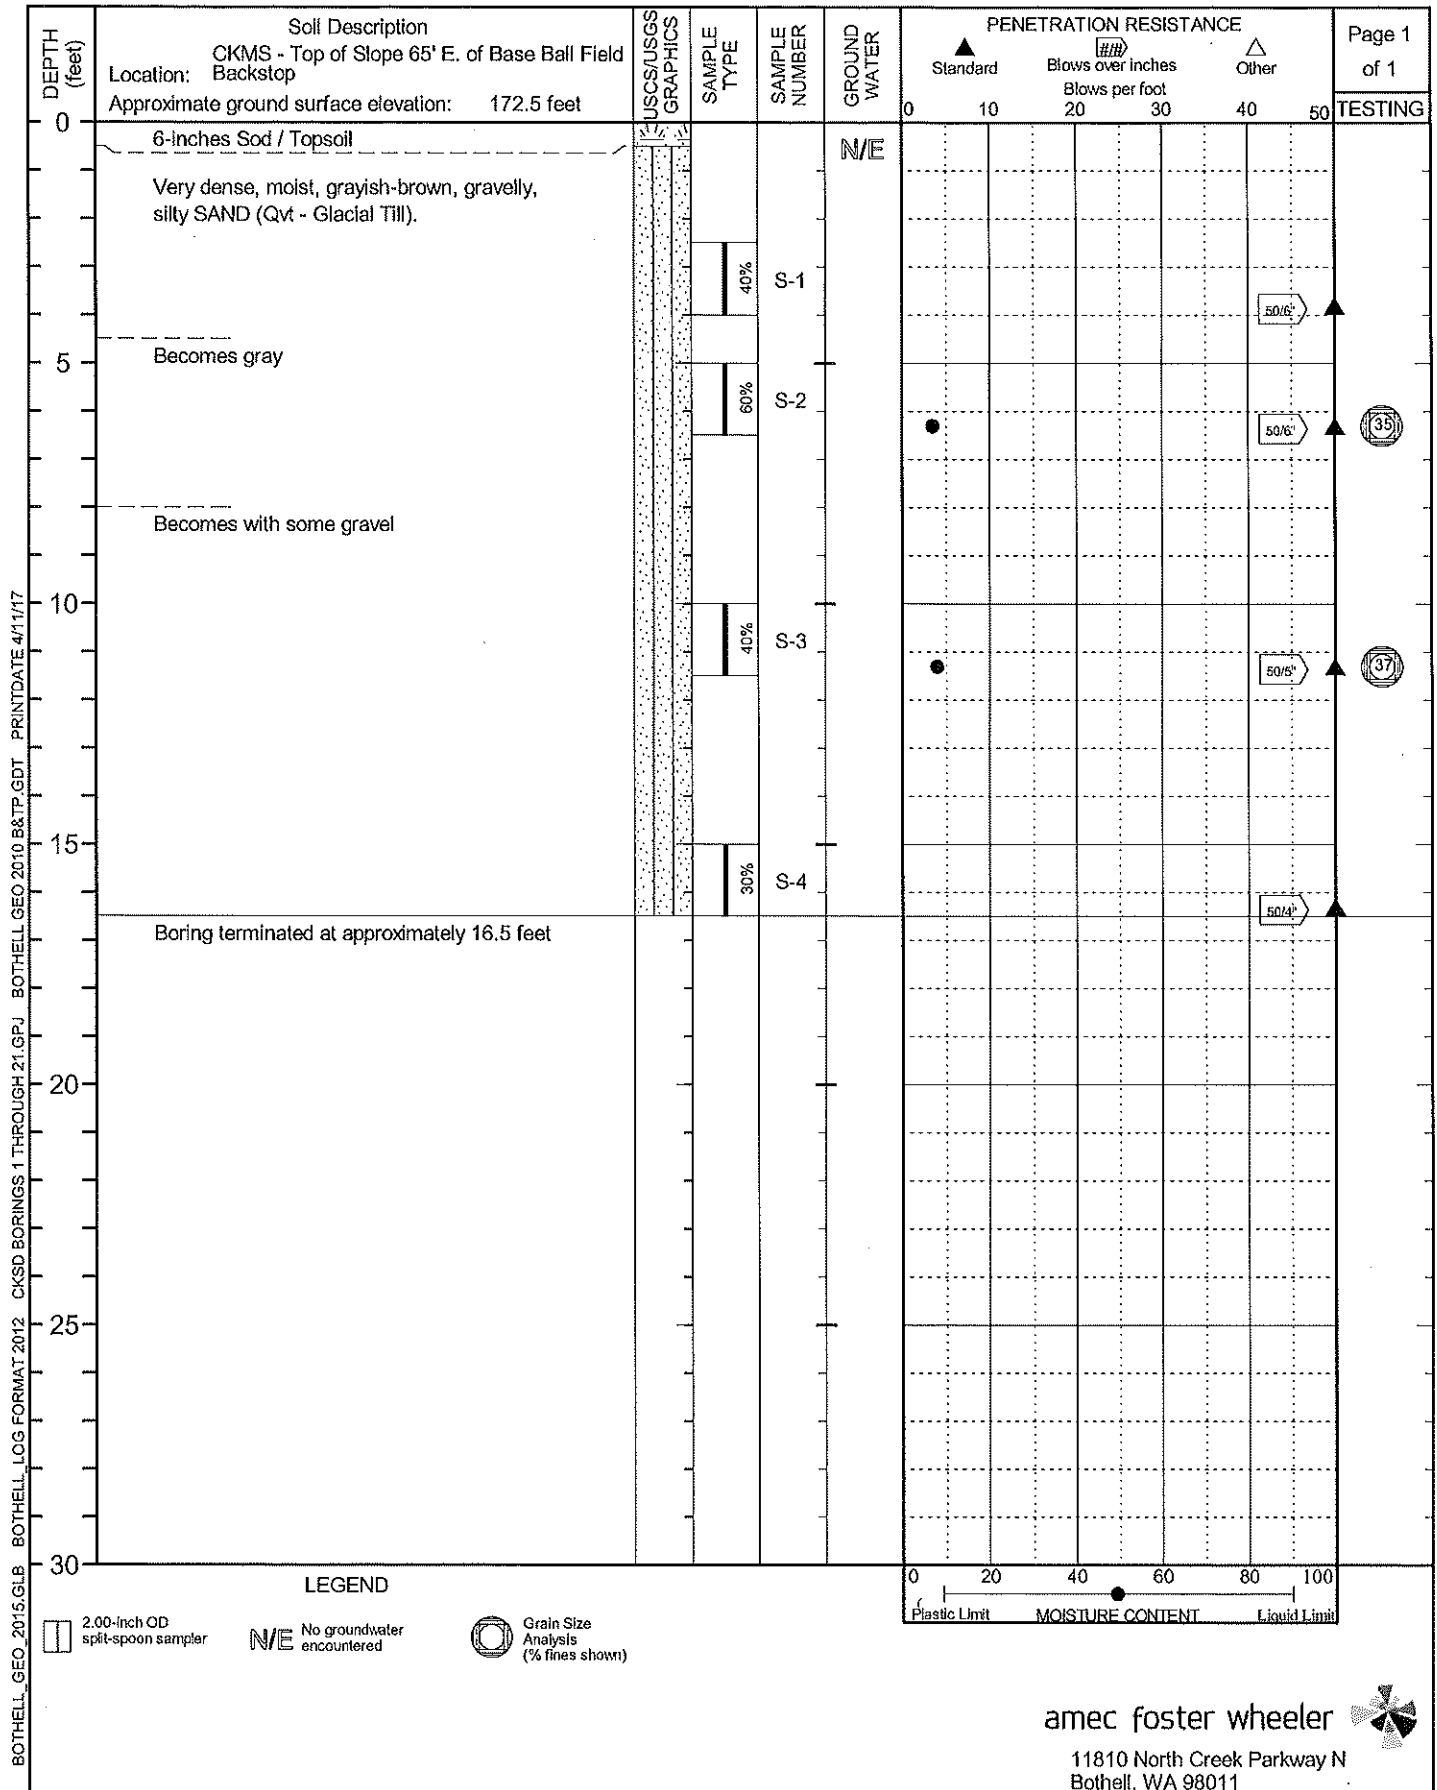 DEPTH
(feet)
Soil Description
Location: CKMS - Top of Slope 65' E. of Base Ball Field
Backstop
Approximate ground surface elevation: 172.5 feet
USCS/USGS
GRAPHICS
SAMPLE
TYPE
SAMPLE
NUMBER
GROUND
WATER
PENETRATION RESISTANCE
Standard
##
Blows over inches
Other
Blows per foot
0 10 20 30 40 50
Page 1
of 1
TESTING
0
6-inches Sod / Topsoil
N/E
Very dense, moist, grayish-brown, gravelly,
silty SAND (Qvt - Glacial Till).
40% S-1
50/6"
5
Becomes gray
60% S-2
50/6" 35
Becomes with some gravel
10
40% S-3
50/5" 37
15
30% S-4
50/4"
Boring terminated at approximately 16.5 feet
20
25
30
0 20 40 60 80 100
Plastic Limit MOISTURE CONTENT Liquid Limit
LEGEND
2.00-inch OD
split-spoon sampler
N/E No groundwater
encountered
Grain Size
Analysis
(% fines shown)
BOTHELL_GEO_2015.GLB BOTHELL_LOG FORMAT 2012 CKSD BORINGS 1 THROUGH 21.GPJ BOTHELL GEO 2010 B&TP.GDT PRINTDATE 4/11/17
amec foster wheeler
11810 North Creek Parkway N
Bothell, WA 98011